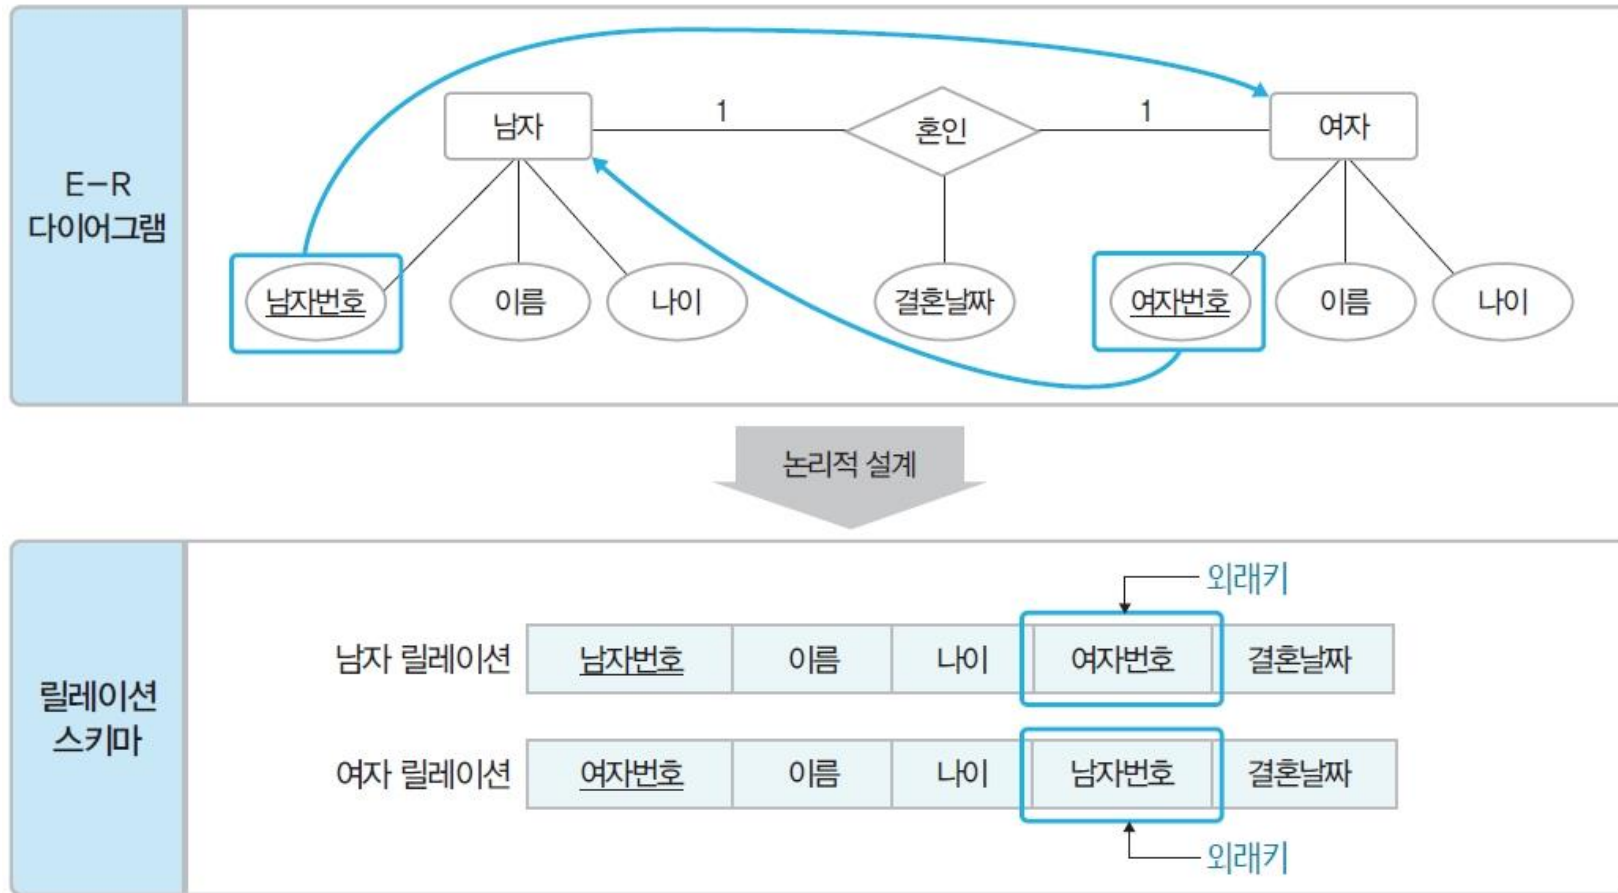 E-R
다이어그램
남자
1
혼인
1
여자
남자번호
이름
나이
결혼날짜
여자번호
이름
나이
논리적 설계
릴레이션
스키마
외래키
남자 릴레이션 남자번호 이름 나이 여자번호 결혼날짜
여자 릴레이션 여자번호 이름 나이 남자번호 결혼날짜
외래키